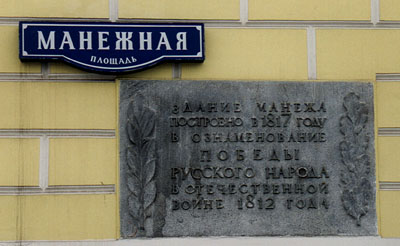 МАНЕЖНАЯ
ПЛОЩАДЬ
ЗДАНИЕ МАНЕЖА
ПОСТРОЕНО В 1817 ГОДУ
В ОЗНАМЕНОВАНИЕ
ПОБЕДЫ
РУССКОГО НАРОДА
В ОТЕЧЕСТВЕННОЙ
ВОЙНЕ 1812 ГОДА